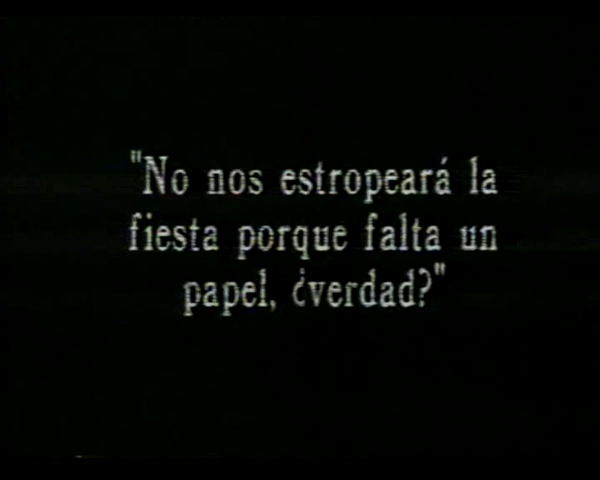 "No nos estropeará la
fiesta porque falta un
papel, ¿verdad?"